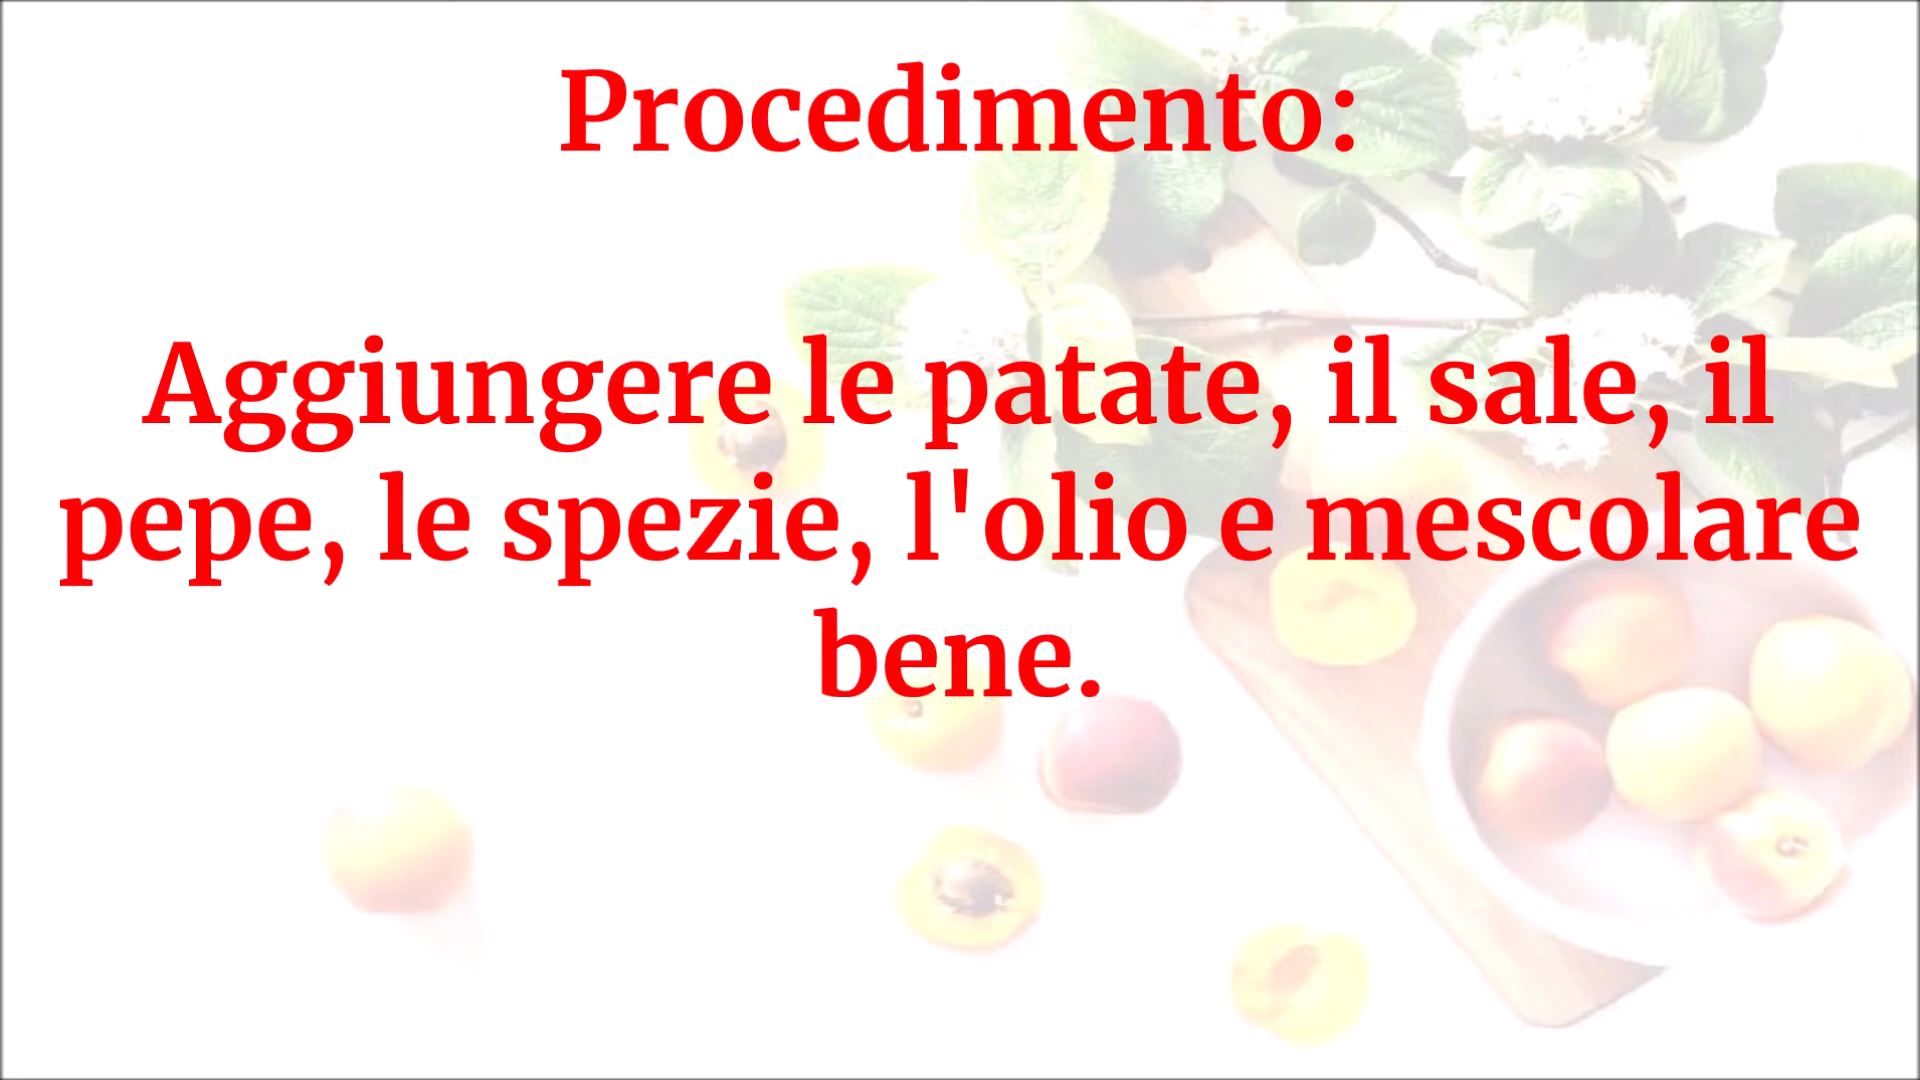 Procedimento:
Aggiungere le patate, il sale, il
pepe, le spezie, l'olio e mescolare
bene.